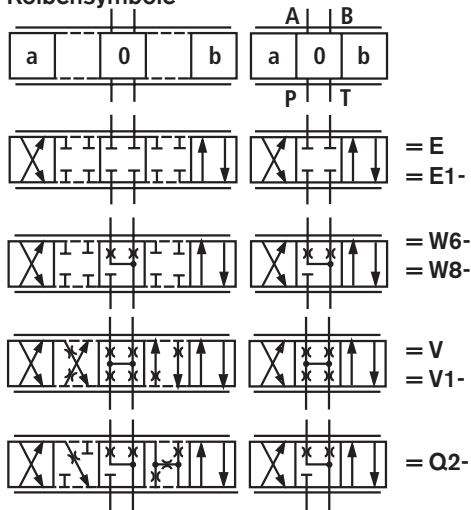 Kolbensymbole
A B
a 0 b a 0 b
P T
= E
= E1-
= W6-
= W8-
= V
= V1-
= Q2-